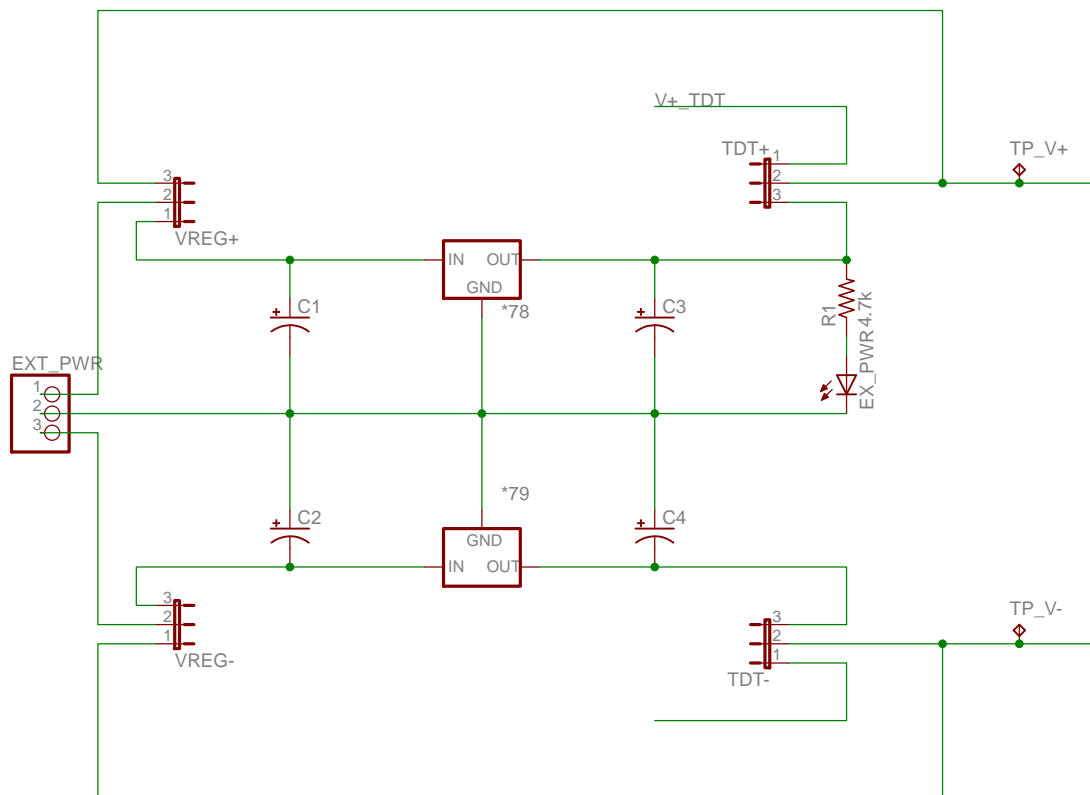 V+_TDT
TDT+
1
2
3
TP_V+
3
2
1
VREG+
IN OUT
GND
*78
C1
C3
R1
4.7k
EX_PWR
EXT_PWR
1
2
3
*79
C2
C4
GND
IN OUT
3
2
1
VREG-
3
2
1
TDT-
TP_V-